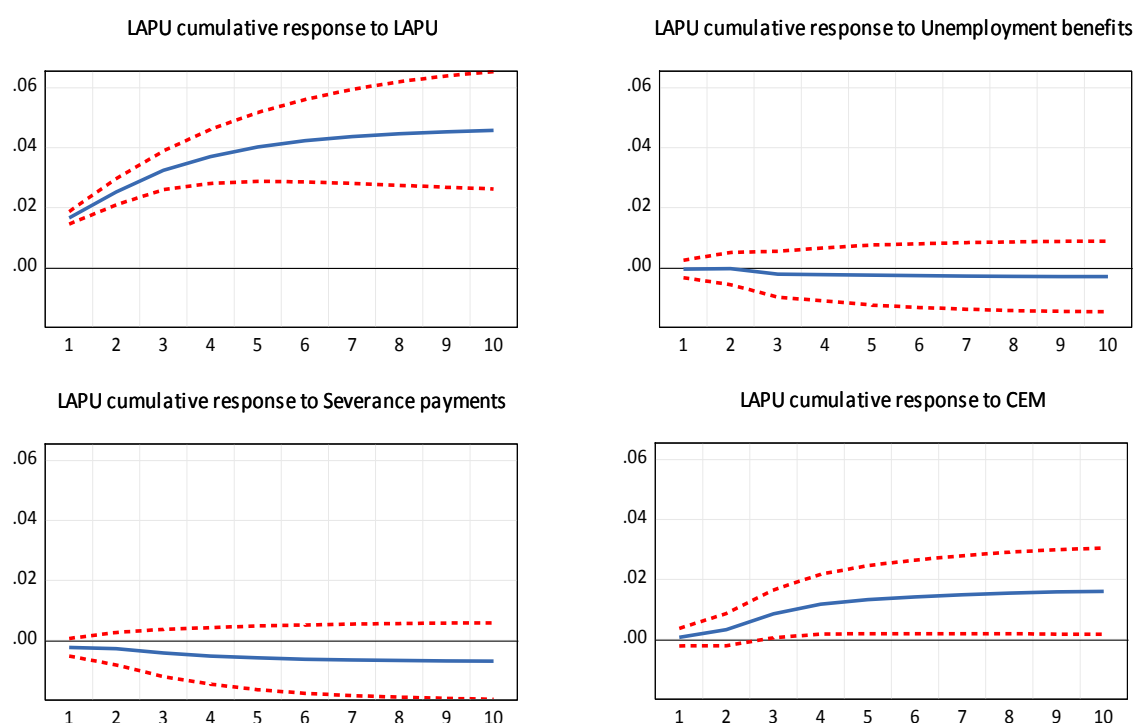 LAPU cumulative response to LAPU
.06
.04
.02
.00
1 2 3 4 5 6 7 8 9 10
LAPU cumulative response to Unemployment benefits
.06
.04
.02
.00
1 2 3 4 5 6 7 8 9 10
LAPU cumulative response to Severance payments
.06
.04
.02
.00
1 2 3 4 5 6 7 8 9 10
LAPU cumulative response to CEM
.06
.04
.02
.00
1 2 3 4 5 6 7 8 9 10